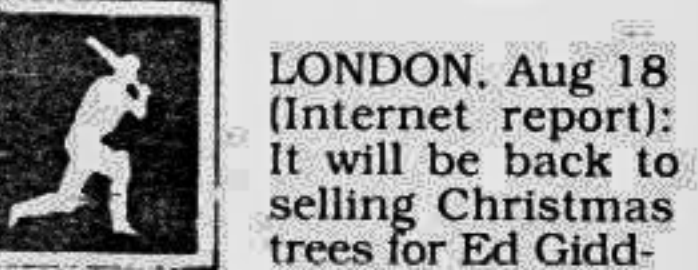 LONDON, Aug 18
(Internet report):
It will be back to
selling Christmas
trees for Ed Gidd-